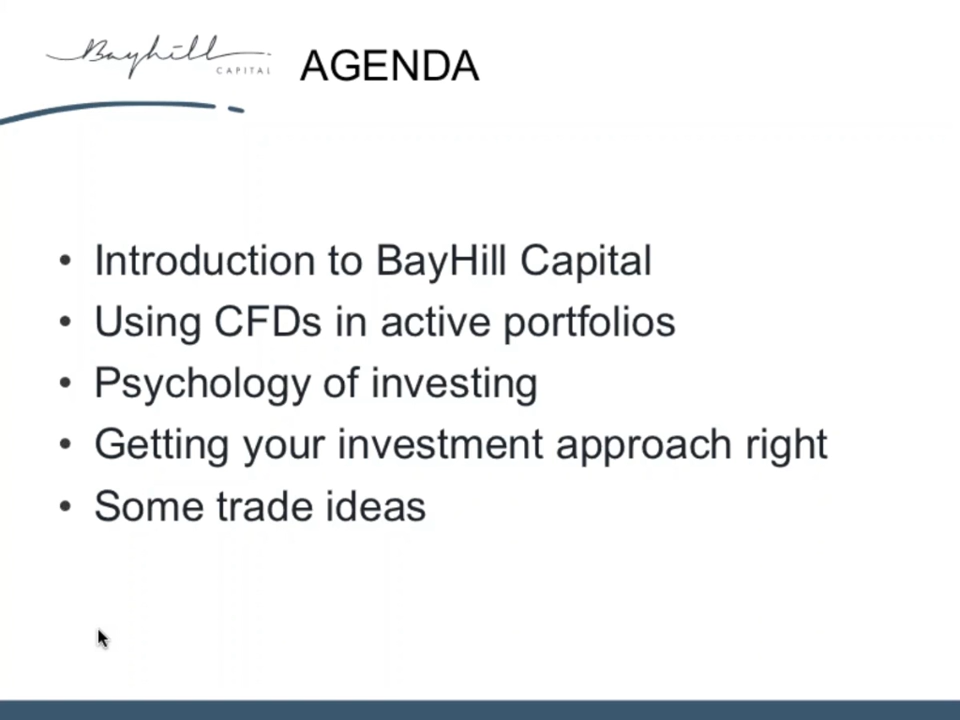 Bayhill
CAPITAL
AGENDA
• Introduction to BayHill Capital
• Using CFDs in active portfolios
• Psychology of investing
• Getting your investment approach right
• Some trade ideas